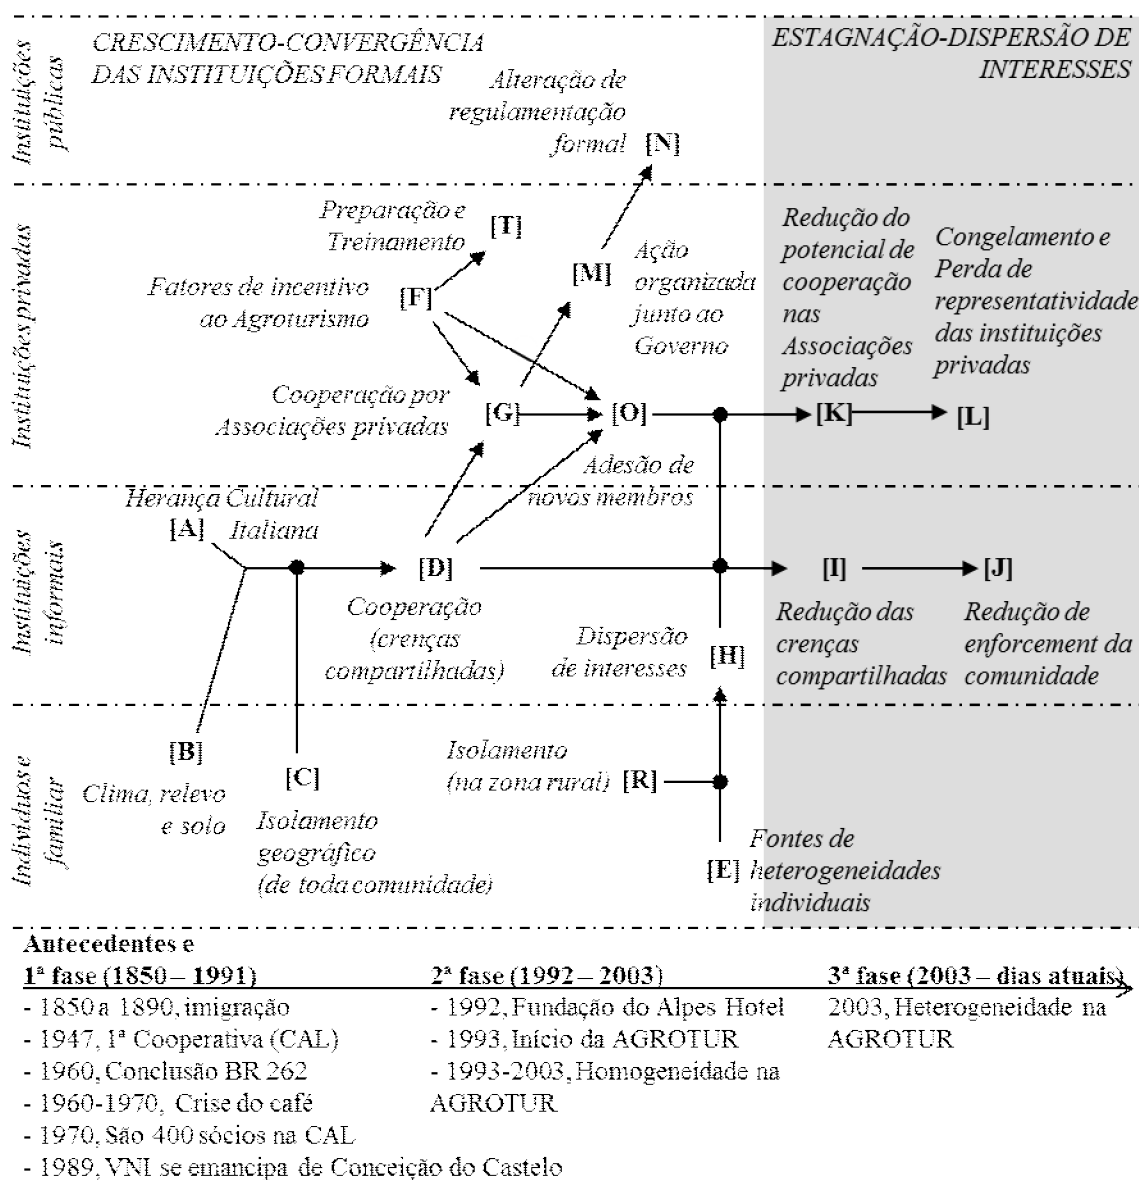 CRESCIMENTO-CONVERGÊNCIA
DAS INSTITUIÇÕES FORMAIS
ESTAGNAÇÃO-DISPERSÃO DE
INTERESSES
Instituições
públicas
Alteração de
regulamentação
formal
[N]
Instituições privadas
Preparação e
Treinamento
[T]
Fatores de incentivo
ao Agroturismo
[F]
[M]
Ação
organizada
junto ao
Governo
Redução do
potencial de
cooperação
nas
Associações
privadas
Congelamento e
Perda de
representatividade
das instituições
privadas
Cooperação por
Associações privadas
[G]
[O]
[K]
[L]
Adesão de
novos membros
Instituições
informais
Herança Cultural
Italiana
[A]
[D]
[I]
[J]
Cooperação
(crenças
compartilhadas)
Dispersão
de interesses
[H]
Redução das
crenças
compartilhadas
Redução de
enforcement da
comunidade
Indivíduos e
familiar
[B]
Clima, relevo
e solo
[C]
Isolamento
geográfico
(de toda comunidade)
Isolamento
(na zona rural)
[R]
[E]
Fontes de
heterogeneidades
individuais
Antecedentes e
1ª fase (1850 – 1991)
- 1850 a 1890, imigração
- 1947, 1ª Cooperativa (CAL)
- 1960, Conclusão BR 262
- 1960-1970, Crise do café
- 1970, São 400 sócios na CAL
- 1989, VNI se emancipa de Conceição do Castelo
2ª fase (1992 – 2003)
- 1992, Fundação do Alpes Hotel
- 1993, Início da AGROTUR
- 1993-2003, Homogeneidade na
AGROTUR
3ª fase (2003 – dias atuais)
2003, Heterogeneidade na
AGROTUR